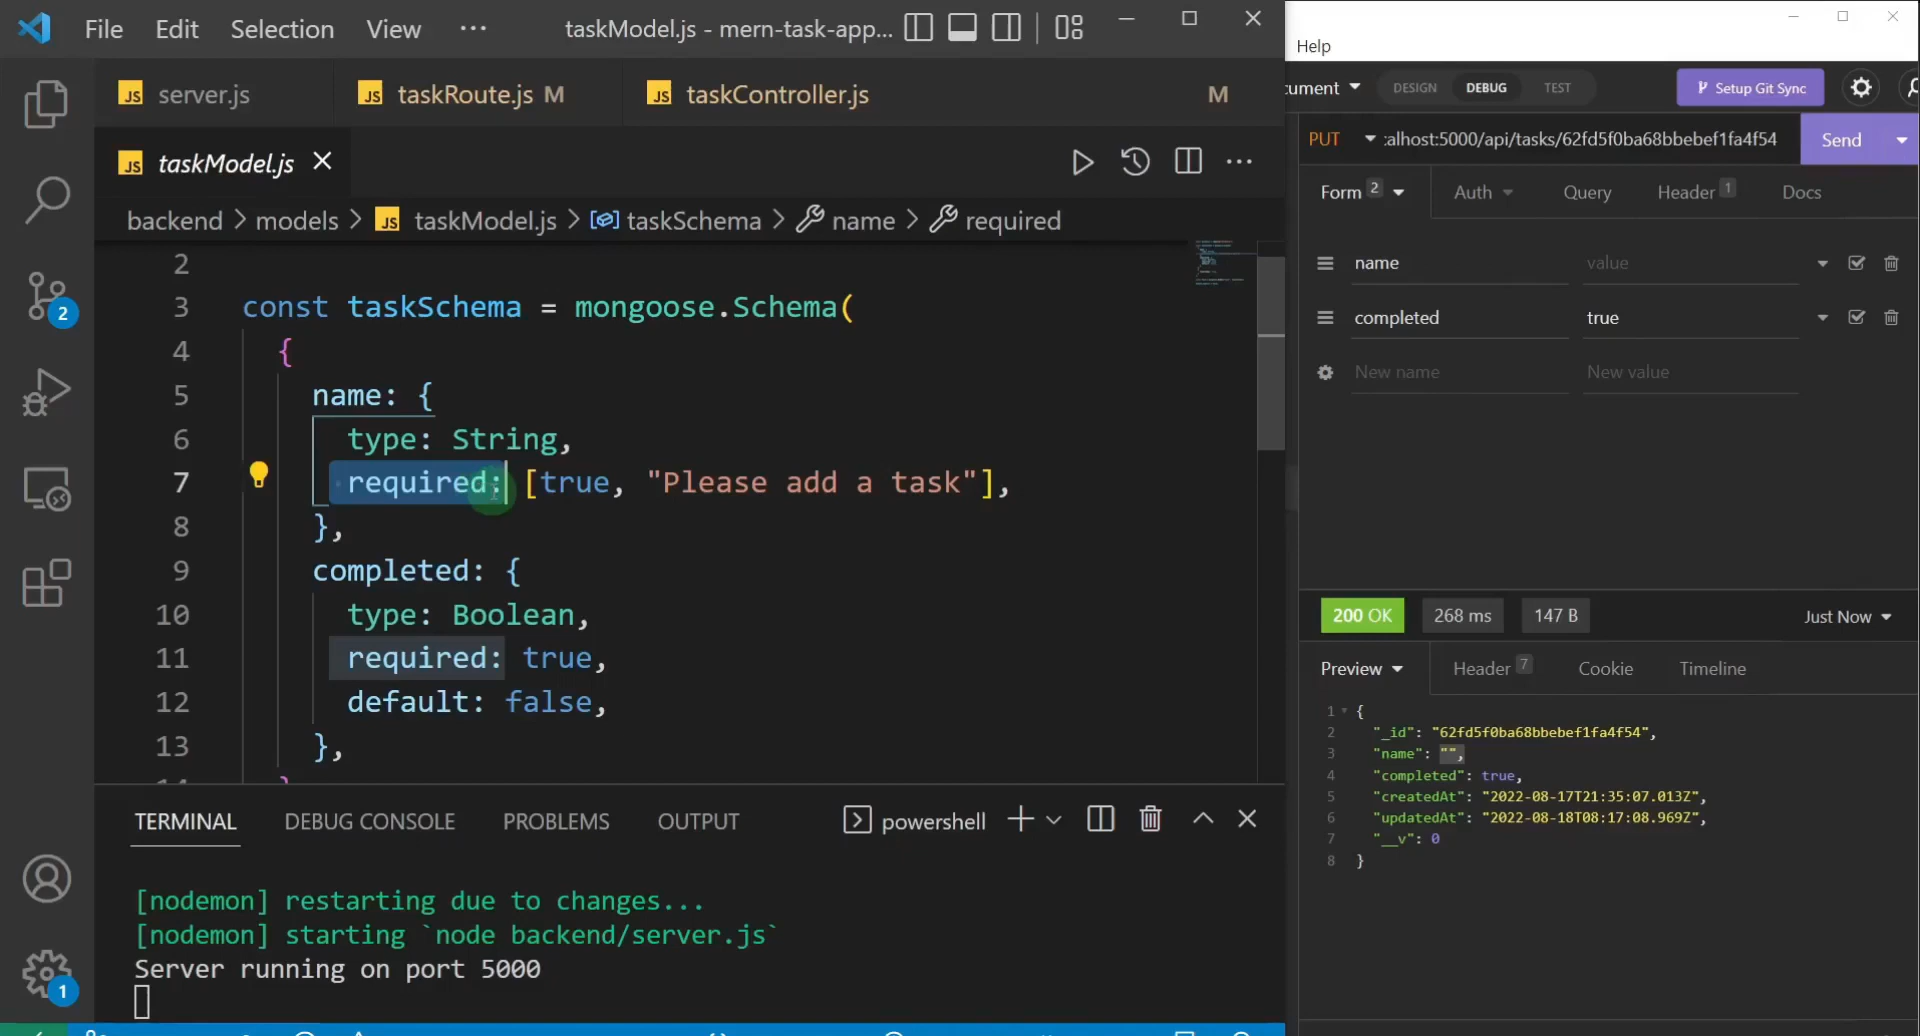 File Edit Selection View ... taskModel.js - mern-task-app...
server.js taskRoute.js M taskController.js M
taskModel.js
backend > models > taskModel.js > taskSchema > name > required
2
3 const taskSchema = mongoose.Schema(
4 {
5 name: {
6 type: String,
7 required: [true, "Please add a task"],
8 },
9 completed: {
10 type: Boolean,
11 required: true,
12 default: false,
13 },
2
1
TERMINAL DEBUG CONSOLE PROBLEMS OUTPUT powershell
[nodemon] restarting due to changes...
[nodemon] starting `node backend/server.js`
Server running on port 5000
Help
cument DESIGN DEBUG TEST Setup Git Sync
PUT :alhost:5000/api/tasks/62fd5f0ba68bbebef1fa4f54 Send
Form 2 Auth Query Header 1 Docs
name value
completed true
New name New value
200 OK 268 ms 147 B Just Now
Preview Header 7 Cookie Timeline
1 {
2 "_id": "62fd5f0ba68bbebef1fa4f54",
3 "name": "",
4 "completed": true,
5 "createdAt": "2022-08-17T21:35:07.013Z",
6 "updatedAt": "2022-08-18T08:17:08.969Z",
7 "__v": 0
8 }